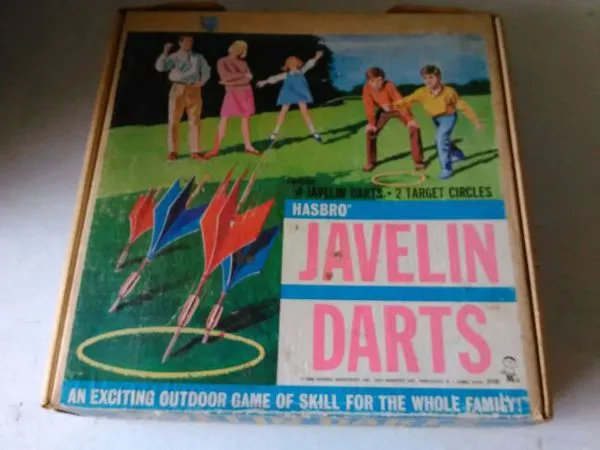 4 JAVELIN DARTS • 2 TARGET CIRCLES
HASBRO
JAVELIN
DARTS
AN EXCITING OUTDOOR GAME OF SKILL FOR THE WHOLE FAMILY!